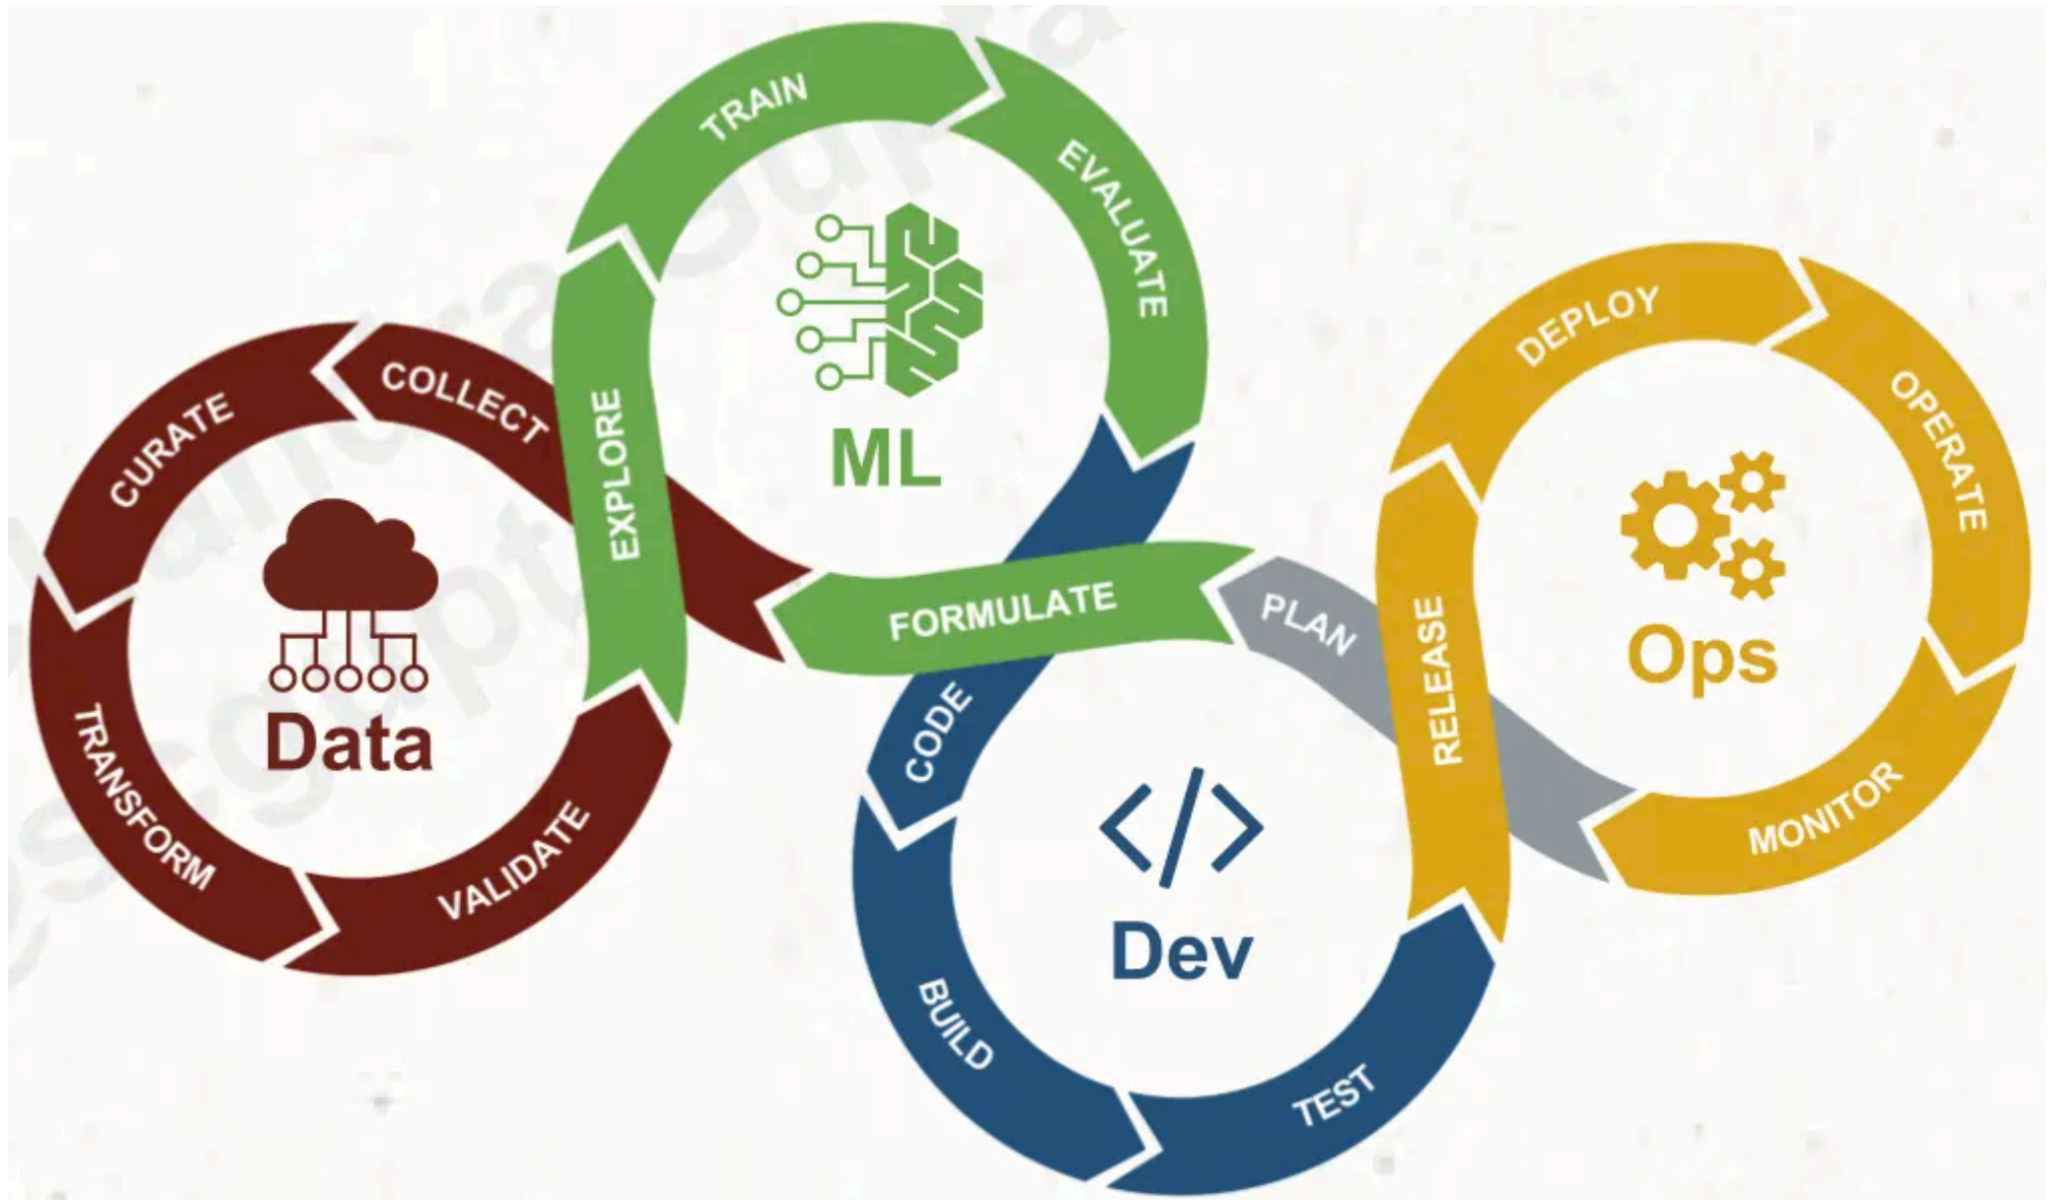 TRAIN
EVALUATE
ML
COLLECT
CURATE
EXPLORE
Data
TRANSFORM
VALIDATE
FORMULATE
PLAN
CODE
Dev
BUILD
TEST
RELEASE
DEPLOY
OPERATE
Ops
MONITOR